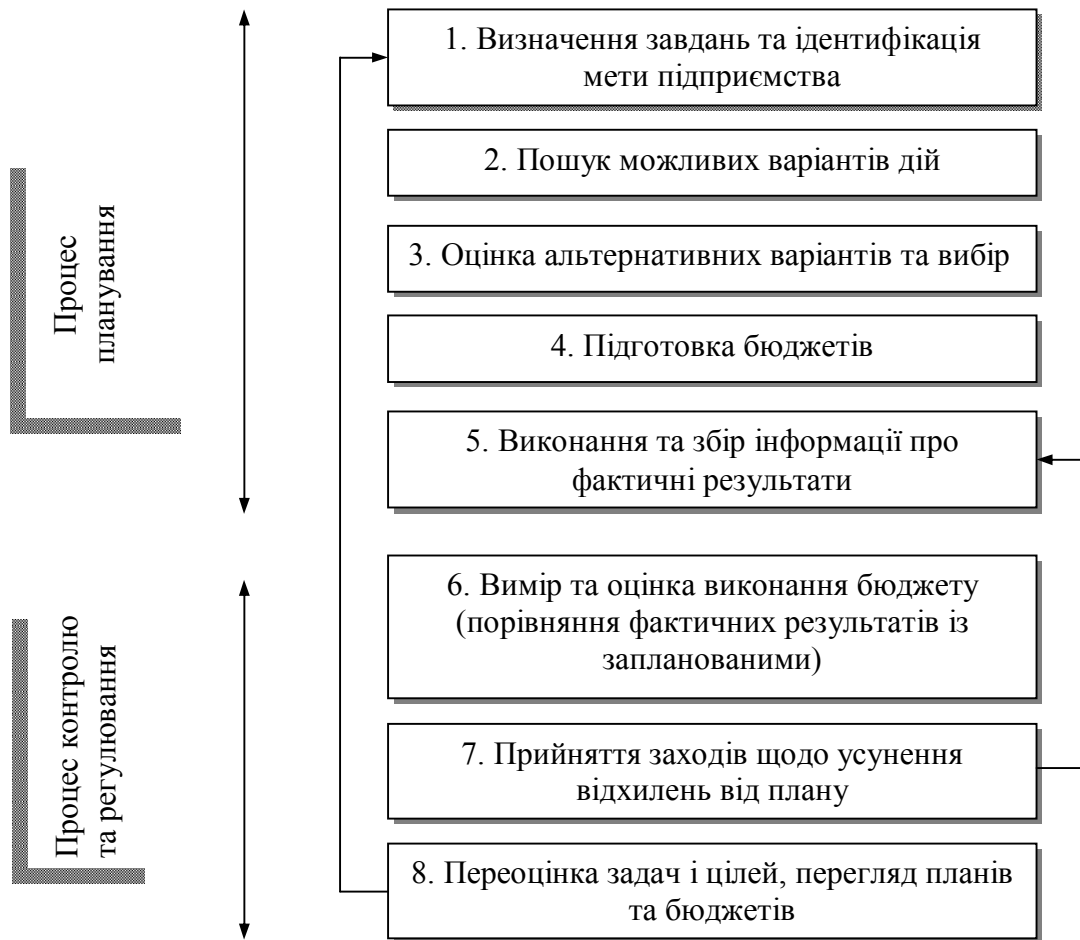 1. Визначення завдань та ідентифікація
мети підприємства
2. Пошук можливих варіантів дій
3. Оцінка альтернативних варіантів та вибір
4. Підготовка бюджетів
5. Виконання та збір інформації про
фактичні результати
Процес
планування
6. Вимір та оцінка виконання бюджету
(порівняння фактичних результатів із
запланованими)
7. Прийняття заходів щодо усунення
відхилень від плану
8. Переоцінка задач і цілей, перегляд планів
та бюджетів
Процес контролю
та регулювання